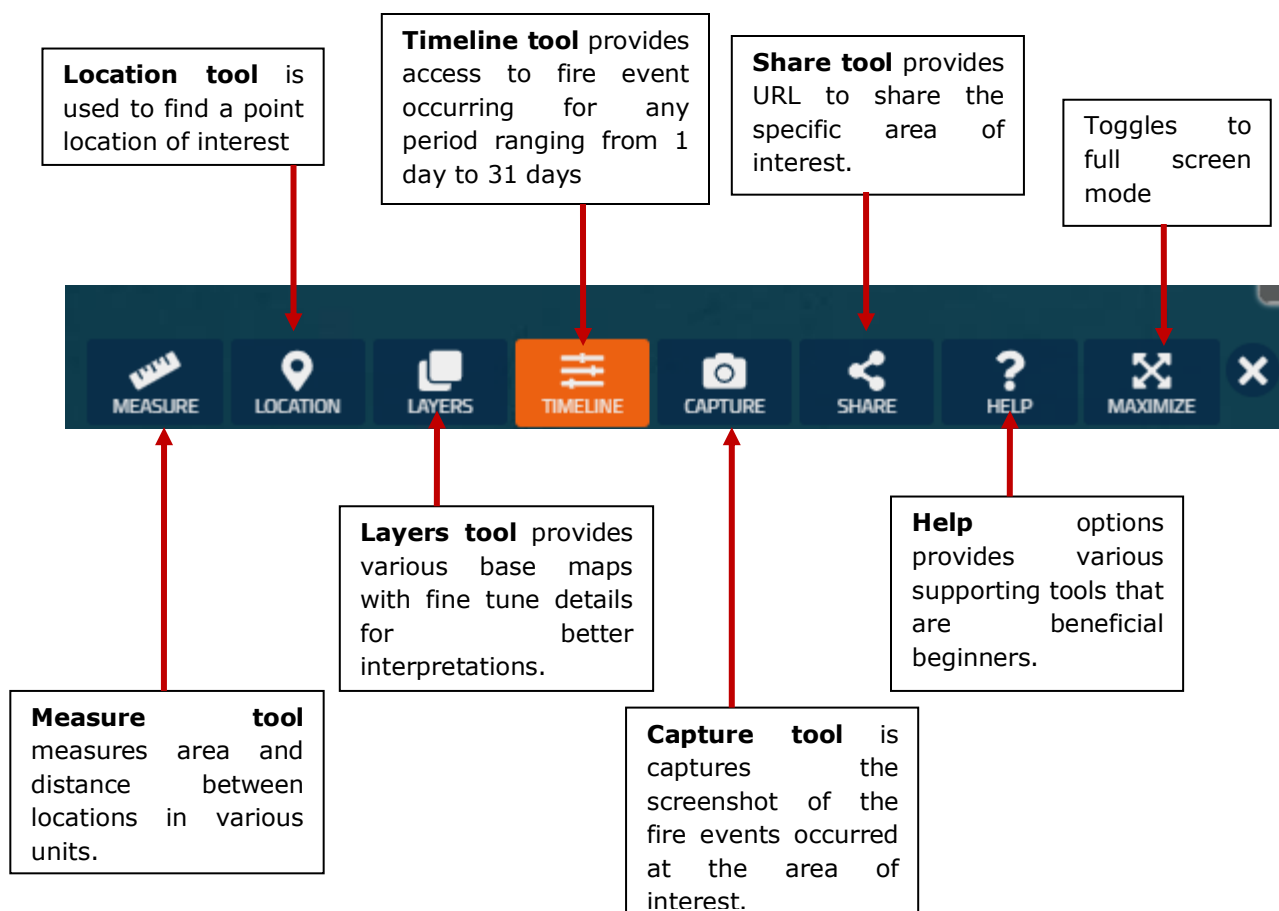 Location tool is
used to find a point
location of interest
Timeline tool provides
access to fire event
occurring for any
period ranging from 1
day to 31 days
Share tool provides
URL to share the
specific area of
interest.
Toggles to
full screen
mode
MEASURE
LOCATION
LAYERS
TIMELINE
CAPTURE
SHARE
HELP
MAXIMIZE
Layers tool provides
various base maps
with fine tune details
for better
interpretations.
Help options
provides various
supporting tools that
are beneficial
beginners.
Measure tool
measures area and
distance between
locations in various
units.
Capture tool is
captures the
screenshot of the
fire events occurred
at the area of
interest.